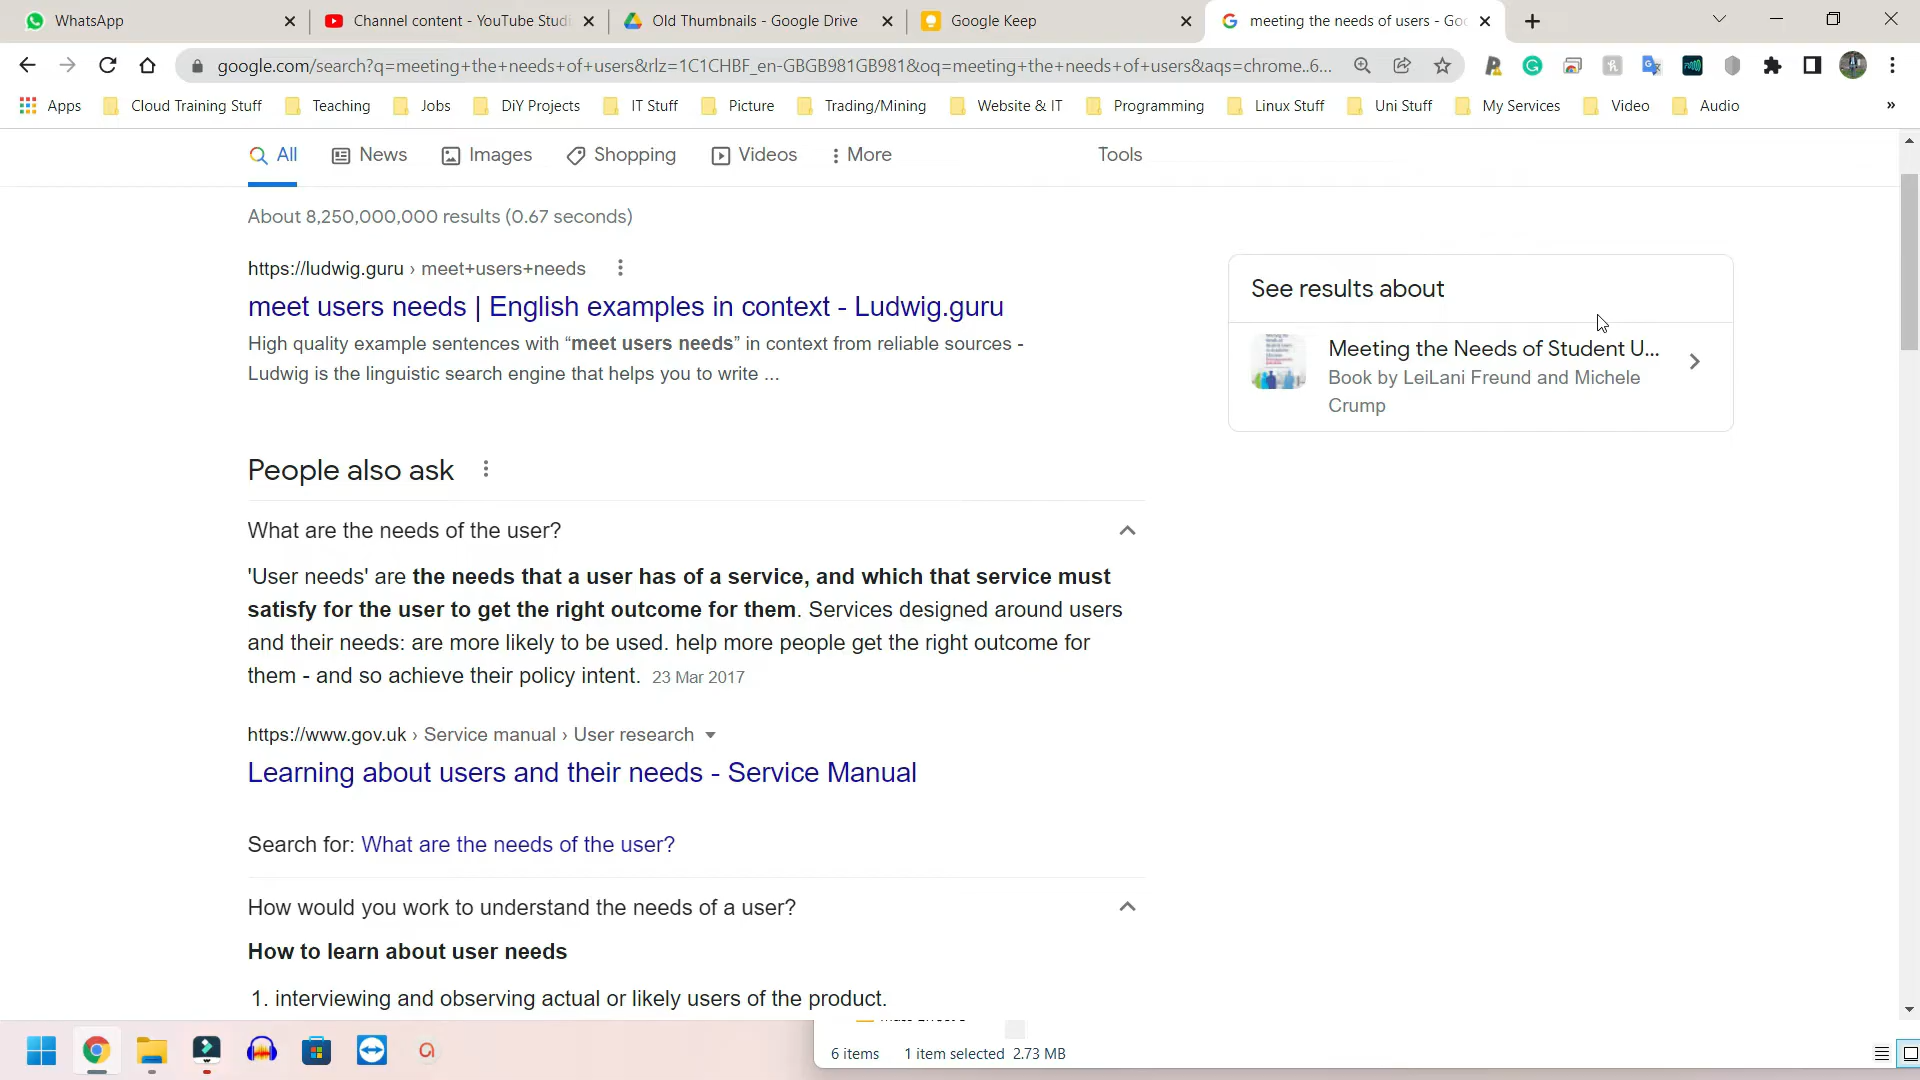 WhatsApp
Channel content - YouTube Studi
Old Thumbnails - Google Drive
Google Keep
meeting the needs of users - Goo
google.com/search?q=meeting+the+needs+of+users&rlz=1C1CHBF_en-GBGB981GB981&oq=meeting+the+needs+of+users&aqs=chrome..6...
Apps
Cloud Training Stuff
Teaching
Jobs
DiY Projects
IT Stuff
Picture
Trading/Mining
Website & IT
Programming
Linux Stuff
Uni Stuff
My Services
Video
Audio
»
All
News
Images
Shopping
Videos
More
Tools
About 8,250,000,000 results (0.67 seconds)
https://ludwig.guru › meet+users+needs
meet users needs | English examples in context - Ludwig.guru
High quality example sentences with “meet users needs” in context from reliable sources -
Ludwig is the linguistic search engine that helps you to write ...
See results about
Meeting the Needs of Student U...
Book by LeiLani Freund and Michele
Crump
People also ask
What are the needs of the user?
'User needs' are the needs that a user has of a service, and which that service must
satisfy for the user to get the right outcome for them. Services designed around users
and their needs: are more likely to be used. help more people get the right outcome for
them - and so achieve their policy intent. 23 Mar 2017
https://www.gov.uk › Service manual › User research
Learning about users and their needs - Service Manual
Search for: What are the needs of the user?
How would you work to understand the needs of a user?
How to learn about user needs
1. interviewing and observing actual or likely users of the product.
6 items
1 item selected 2.73 MB